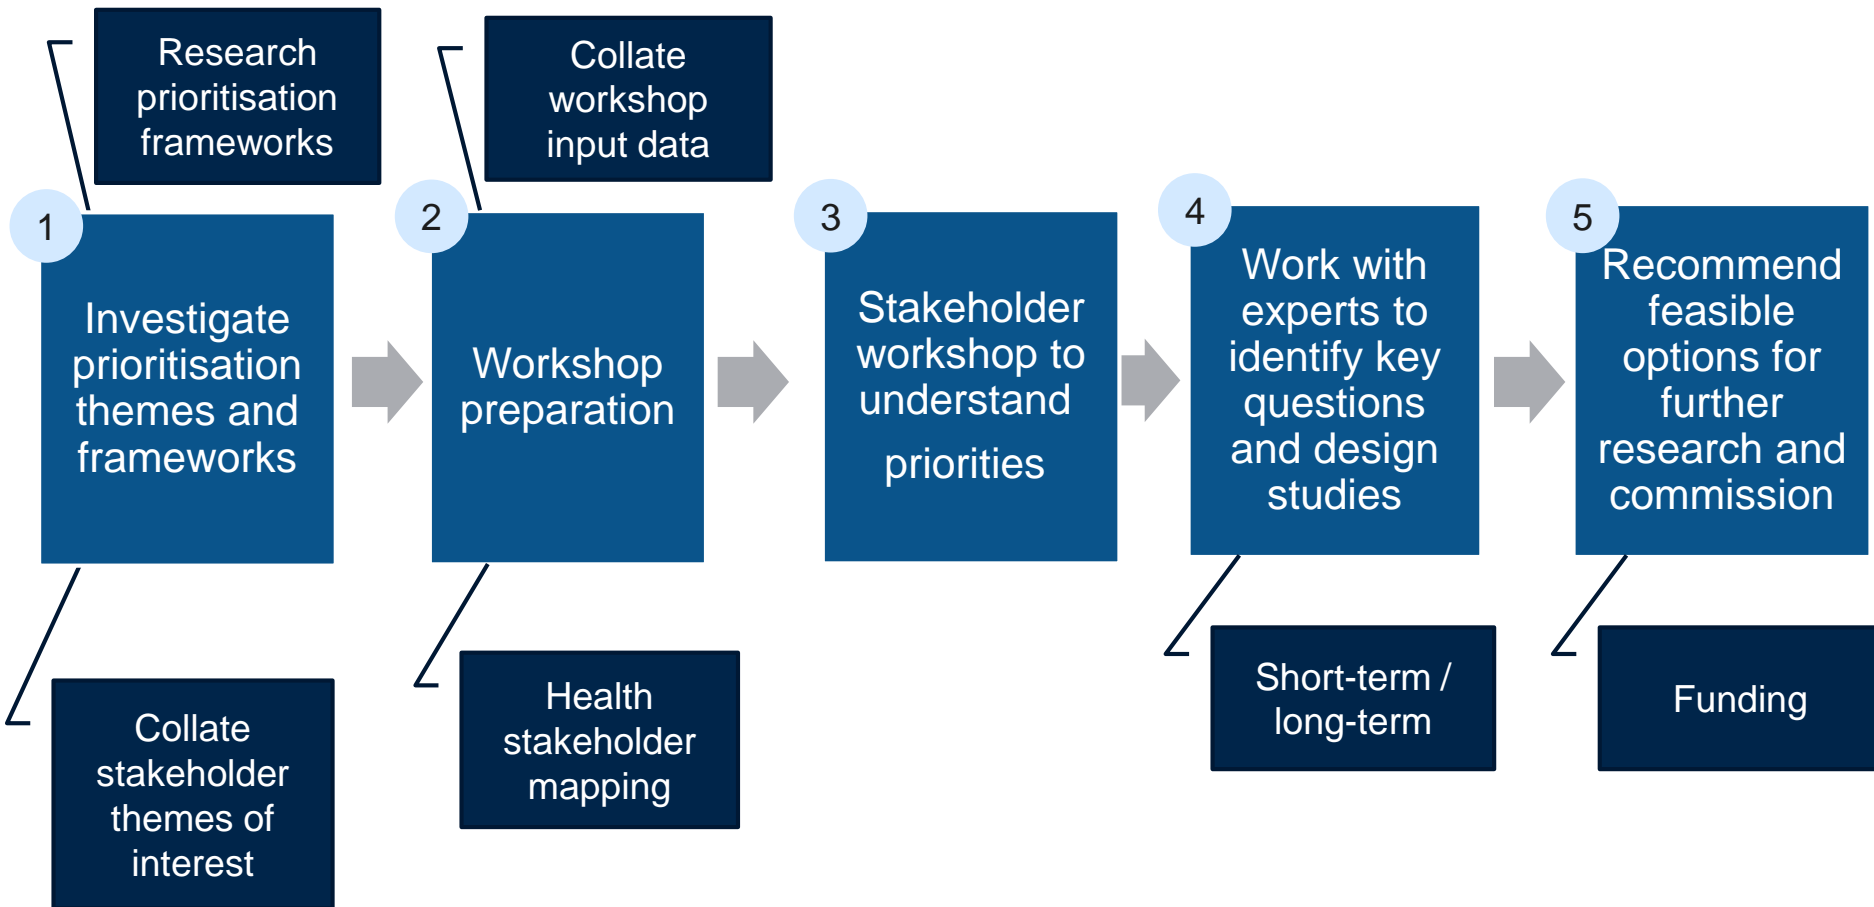 Research
prioritisation
frameworks
Collate
workshop
input data
1
Investigate
prioritisation
themes and
frameworks
2
Workshop
preparation
3
Stakeholder
workshop to
understand
priorities
4
Work with
experts to
identify key
questions
and design
studies
5
Recommend
feasible
options for
further
research and
commission
Collate
stakeholder
themes of
interest
Health
stakeholder
mapping
Short-term /
long-term
Funding